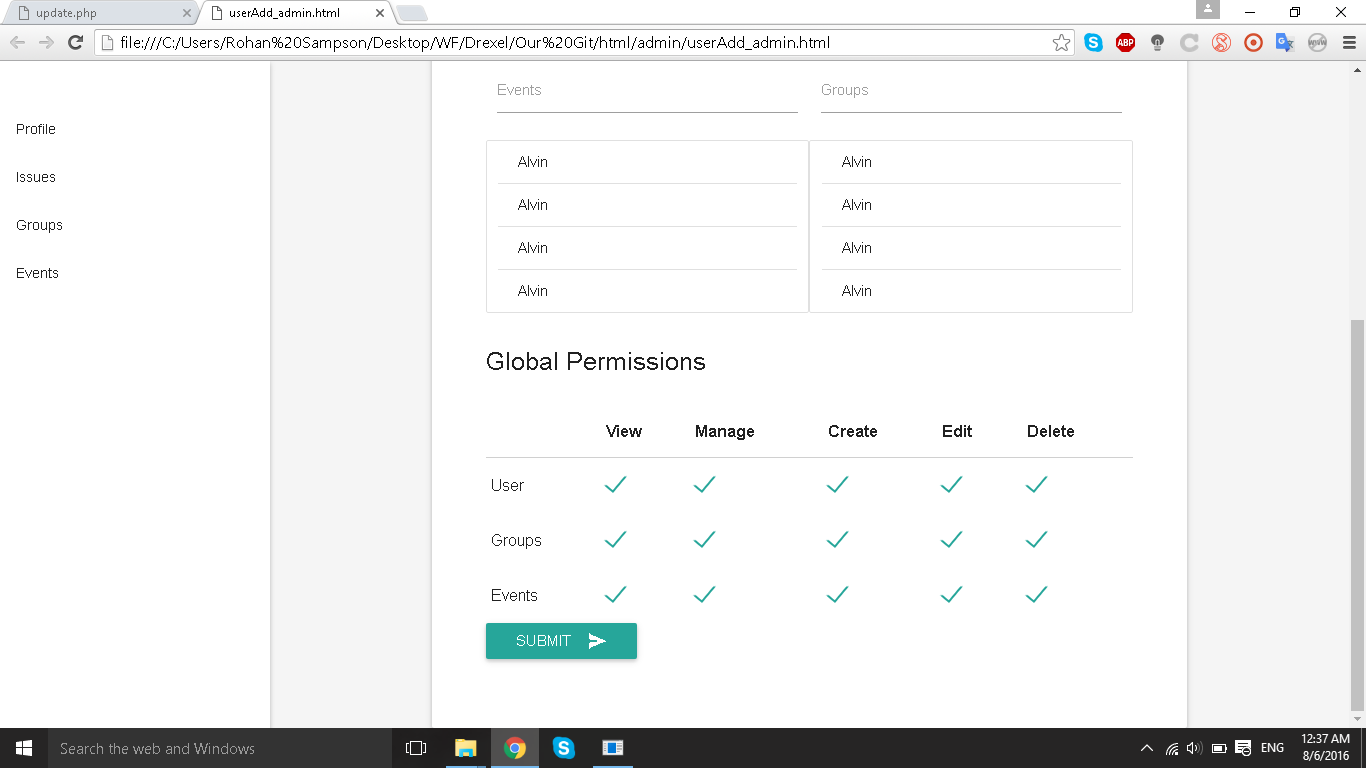 update.php
userAdd_admin.html
file:///C:/Users/Rohan%20Sampson/Desktop/WF/Drexel/Our%20Git/html/admin/userAdd_admin.html
ABP
Profile
Issues
Groups
Events
Events Groups
Alvin Alvin
Alvin Alvin
Alvin Alvin
Alvin Alvin
Global Permissions
View Manage Create Edit Delete
User
Groups
Events
SUBMIT
Search the web and Windows
ENG
12:37 AM
8/6/2016